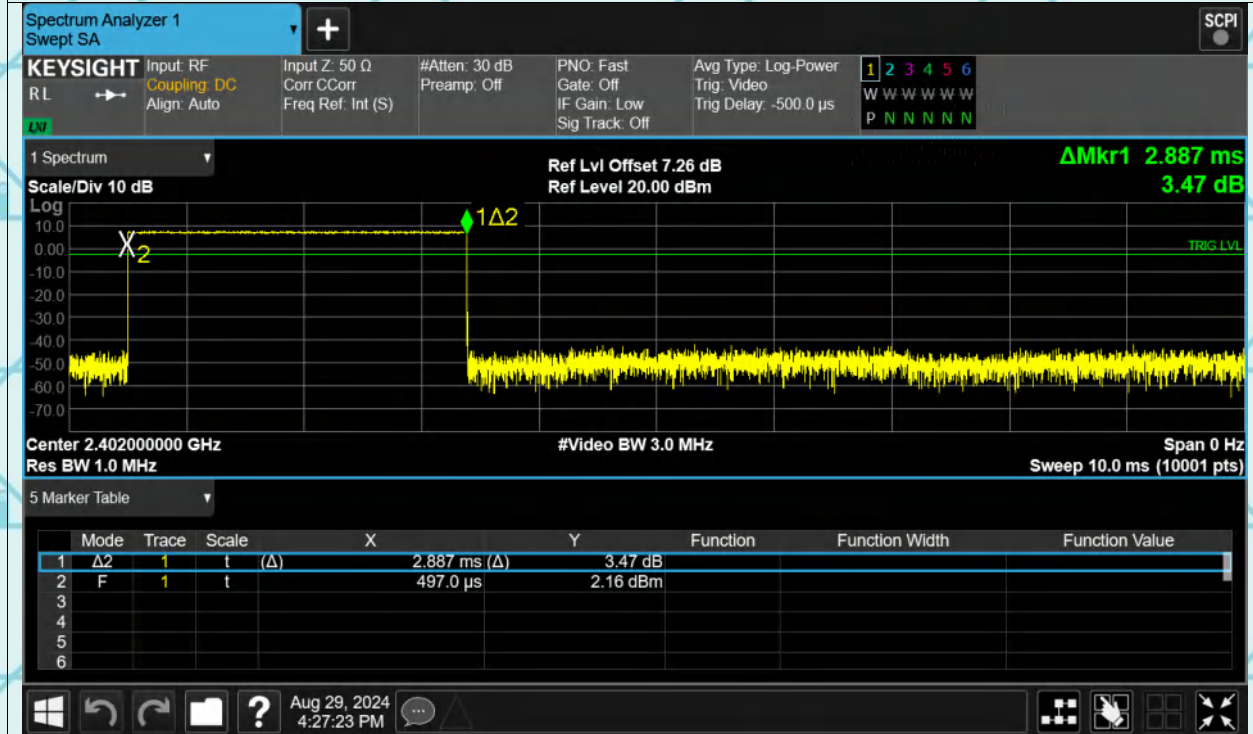 Spectrum Analyzer 1
Swept SA
+
SCPI
KEYSIGHT Input: RF Input Z: 50 Ω #Atten: 30 dB PNO: Fast Avg Type: Log-Power 1 2 3 4 5 6
RL Coupling: DC Corr CCorr Preamp: Off Gate: Off Trig: Video W W W W W W
Align: Auto Freq Ref: Int (S) IF Gain: Low Trig Delay: -500.0 µs P N N N N N
LXI Sig Track: Off
1 Spectrum Ref Lvl Offset 7.26 dB ΔMkr1 2.887 ms
Scale/Div 10 dB Ref Level 20.00 dBm 3.47 dB
Log
1Δ2
10.0
0.00 TRIG LVL
2
-10.0
-20.0
-30.0
-40.0
-50.0
-60.0
-70.0
Center 2.402000000 GHz #Video BW 3.0 MHz Span 0 Hz
Res BW 1.0 MHz Sweep 10.0 ms (10001 pts)
5 Marker Table
Mode Trace Scale X Y Function Function Width Function Value
1 Δ2 1 t (Δ) 2.887 ms (Δ) 3.47 dB
2 F 1 t 497.0 µs 2.16 dBm
3
4
5
6
? Aug 29, 2024
4:27:23 PM